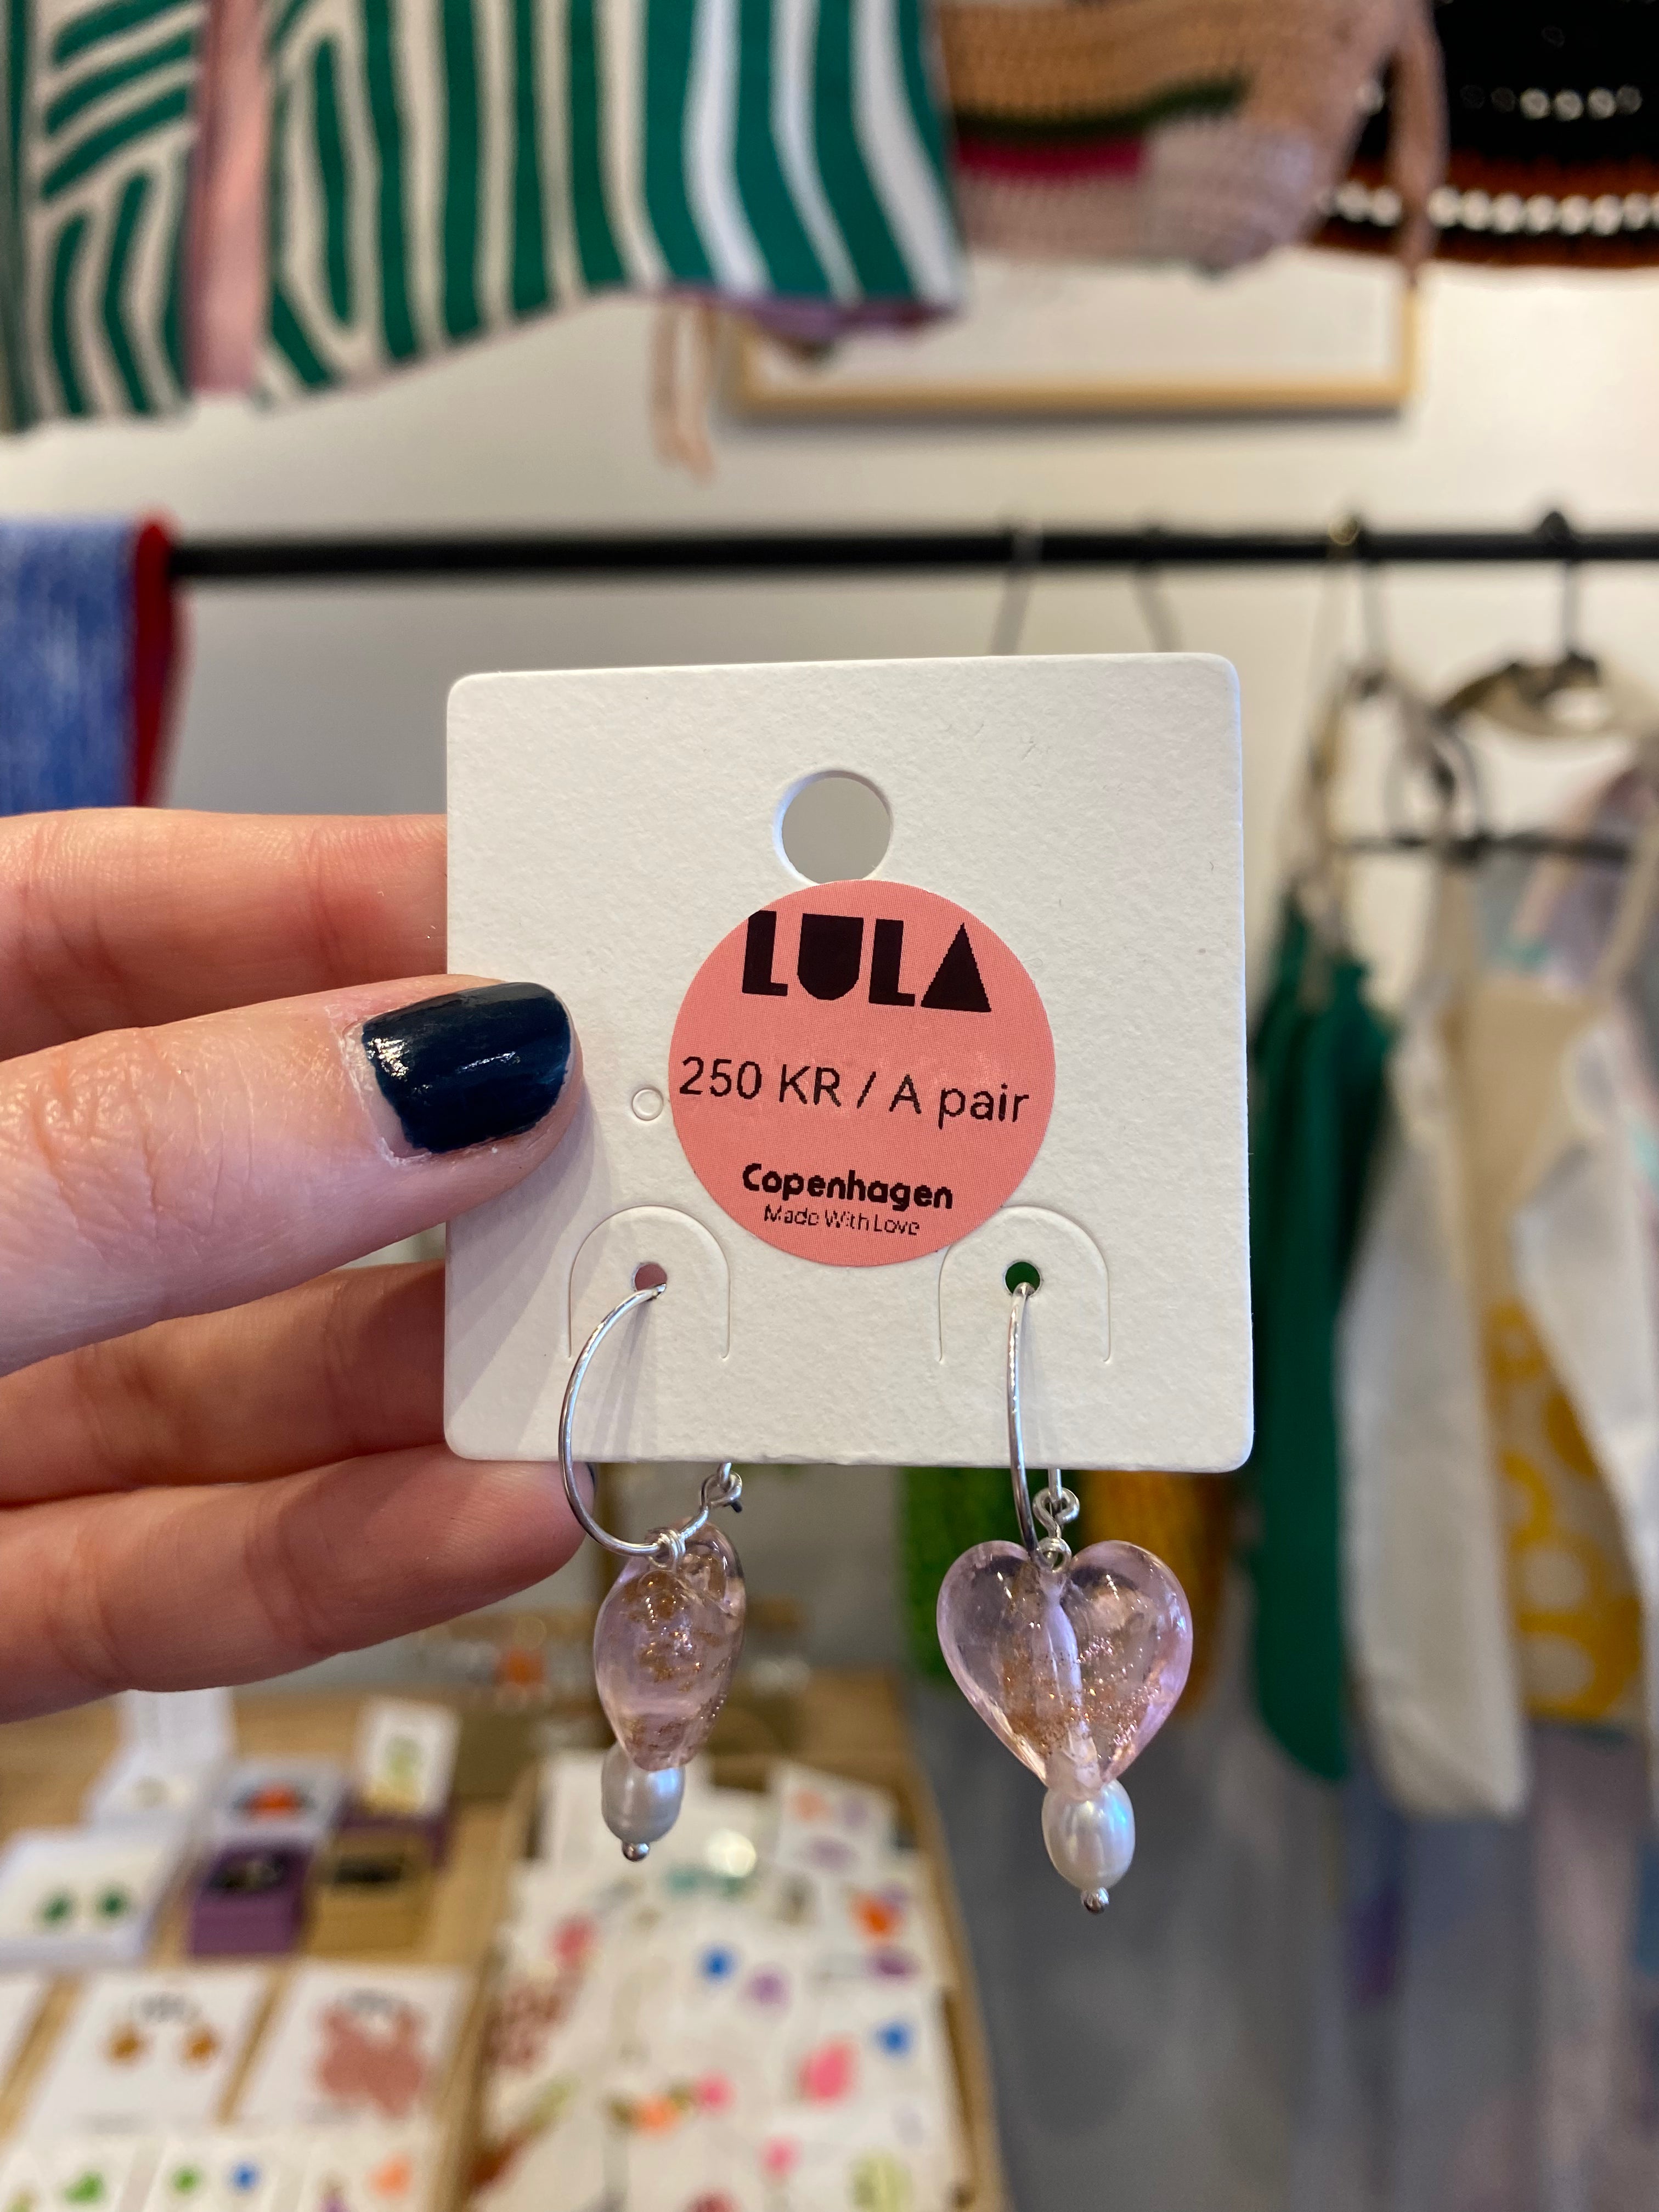 LULA
250 KR / A pair
Copenhagen
Made With Love